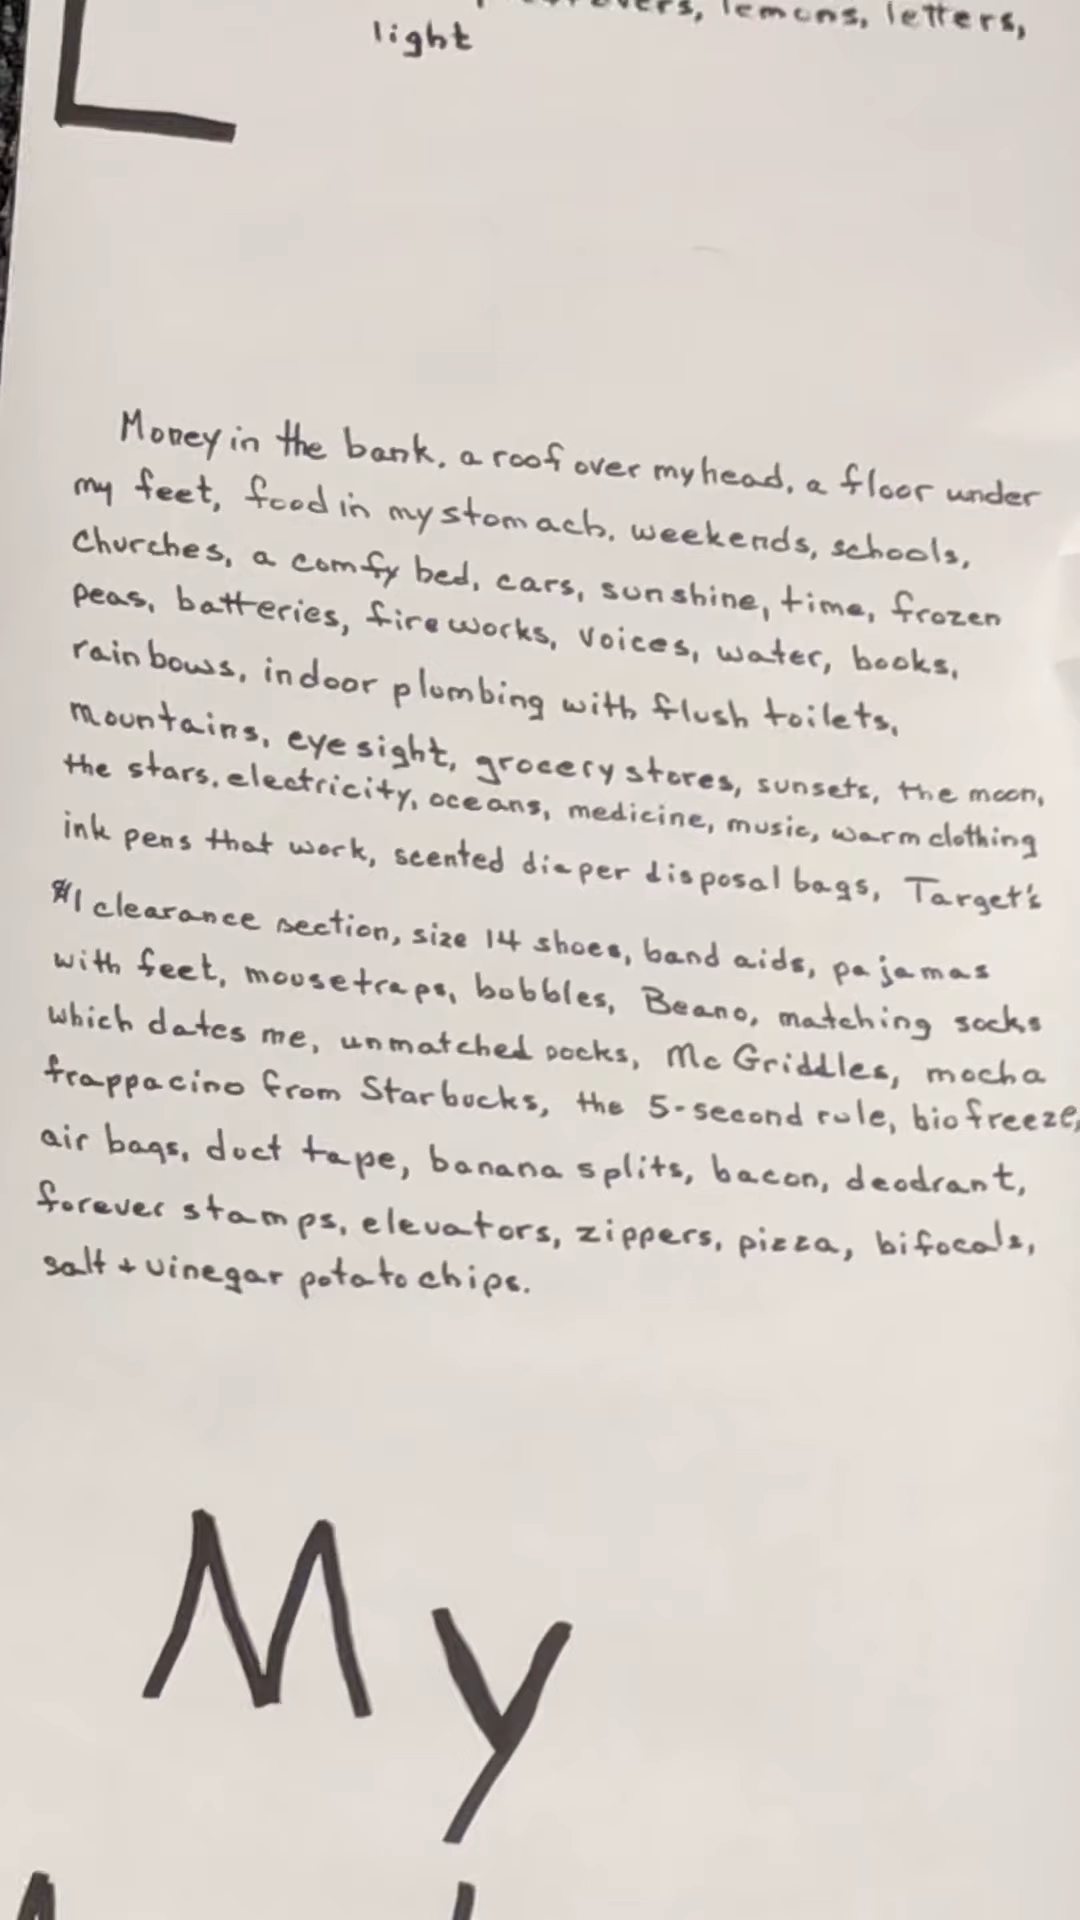 lemons, letters,
light
L
Money in the bank, a roof over my head, a floor under
my feet, food in my stomach, weekends, schools,
churches, a comfy bed, cars, sunshine, time, frozen
peas, batteries, fireworks, voices, water, books,
rainbows, indoor plumbing with flush toilets,
mountains, eyesight, grocery stores, sunsets, the moon,
the stars, electricity, oceans, medicine, music, warm clothing
ink pens that work, scented diaper disposal bags, Target's
$1 clearance section, size 14 shoes, band aids, pajamas
with feet, mousetraps, bobbles, Beano, matching socks
which dates me, unmatched socks, McGriddles, mocha
frappacino from Starbucks, the 5-second rule, biofreeze,
air bags, duct tape, banana splits, bacon, deodrant,
forever stamps, elevators, zippers, pizza, bifocals,
salt + vinegar potato chips.
My